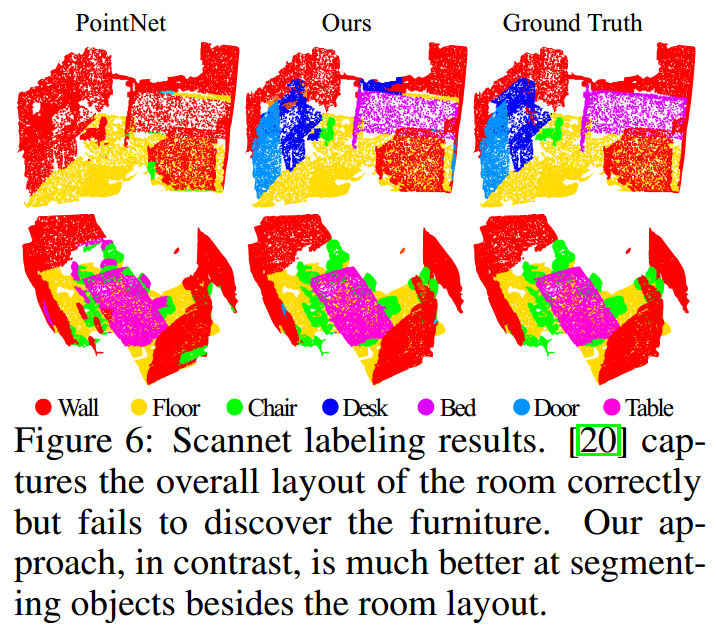 PointNet Ours Ground Truth
Wall Floor Chair Desk Bed Door Table
Figure 6: Scannet labeling results. [20] cap-
tures the overall layout of the room correctly
but fails to discover the furniture. Our ap-
proach, in contrast, is much better at segment-
ing objects besides the room layout.